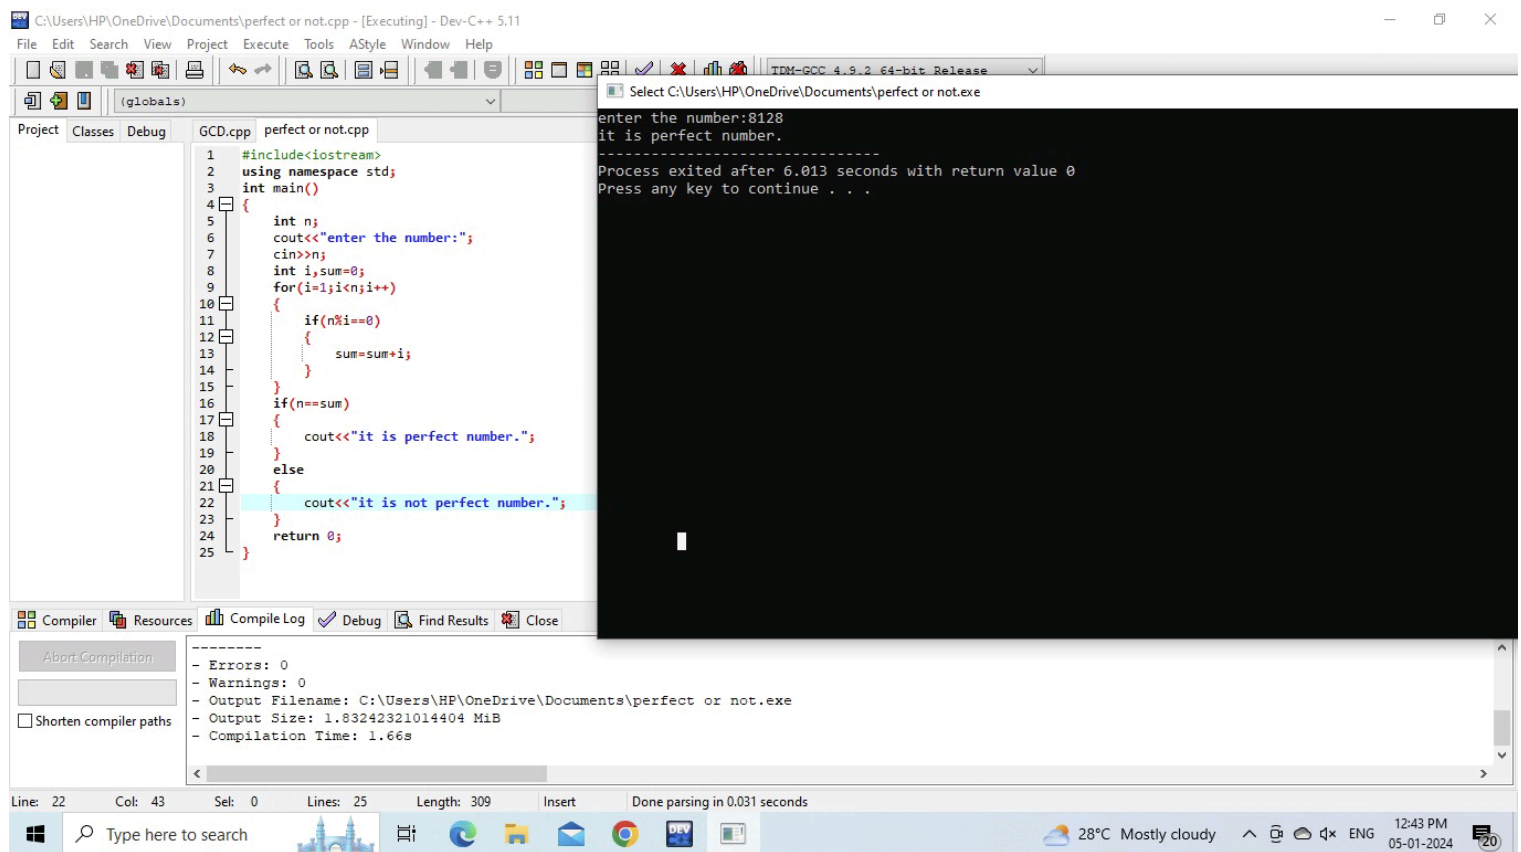 C:\Users\HP\OneDrive\Documents\perfect or not.cpp - [Executing] - Dev-C++ 5.11
File Edit Search View Project Execute Tools AStyle Window Help
TDM-GCC 4.9.2 64-bit Release
(globals)
Project Classes Debug
GCD.cpp perfect or not.cpp
1 #include<iostream>
2 using namespace std;
3 int main()
4 {
5 int n;
6 cout<<"enter the number:";
7 cin>>n;
8 int i,sum=0;
9 for(i=1;i<n;i++)
10 {
11 if(n%i==0)
12 {
13 sum=sum+i;
14 }
15 }
16 if(n==sum)
17 {
18 cout<<"it is perfect number.";
19 }
20 else
21 {
22 cout<<"it is not perfect number.";
23 }
24 return 0;
25 }
Select C:\Users\HP\OneDrive\Documents\perfect or not.exe
enter the number:8128
it is perfect number.
--------------------------------
Process exited after 6.013 seconds with return value 0
Press any key to continue . . .
Compiler Resources Compile Log Debug Find Results Close
Abort Compilation
Shorten compiler paths
--------
- Errors: 0
- Warnings: 0
- Output Filename: C:\Users\HP\OneDrive\Documents\perfect or not.exe
- Output Size: 1.83242321014404 MiB
- Compilation Time: 1.66s
Line: 22 Col: 43 Sel: 0 Lines: 25 Length: 309 Insert Done parsing in 0.031 seconds
Type here to search
DEV
28°C Mostly cloudy
ENG
12:43 PM
05-01-2024
20